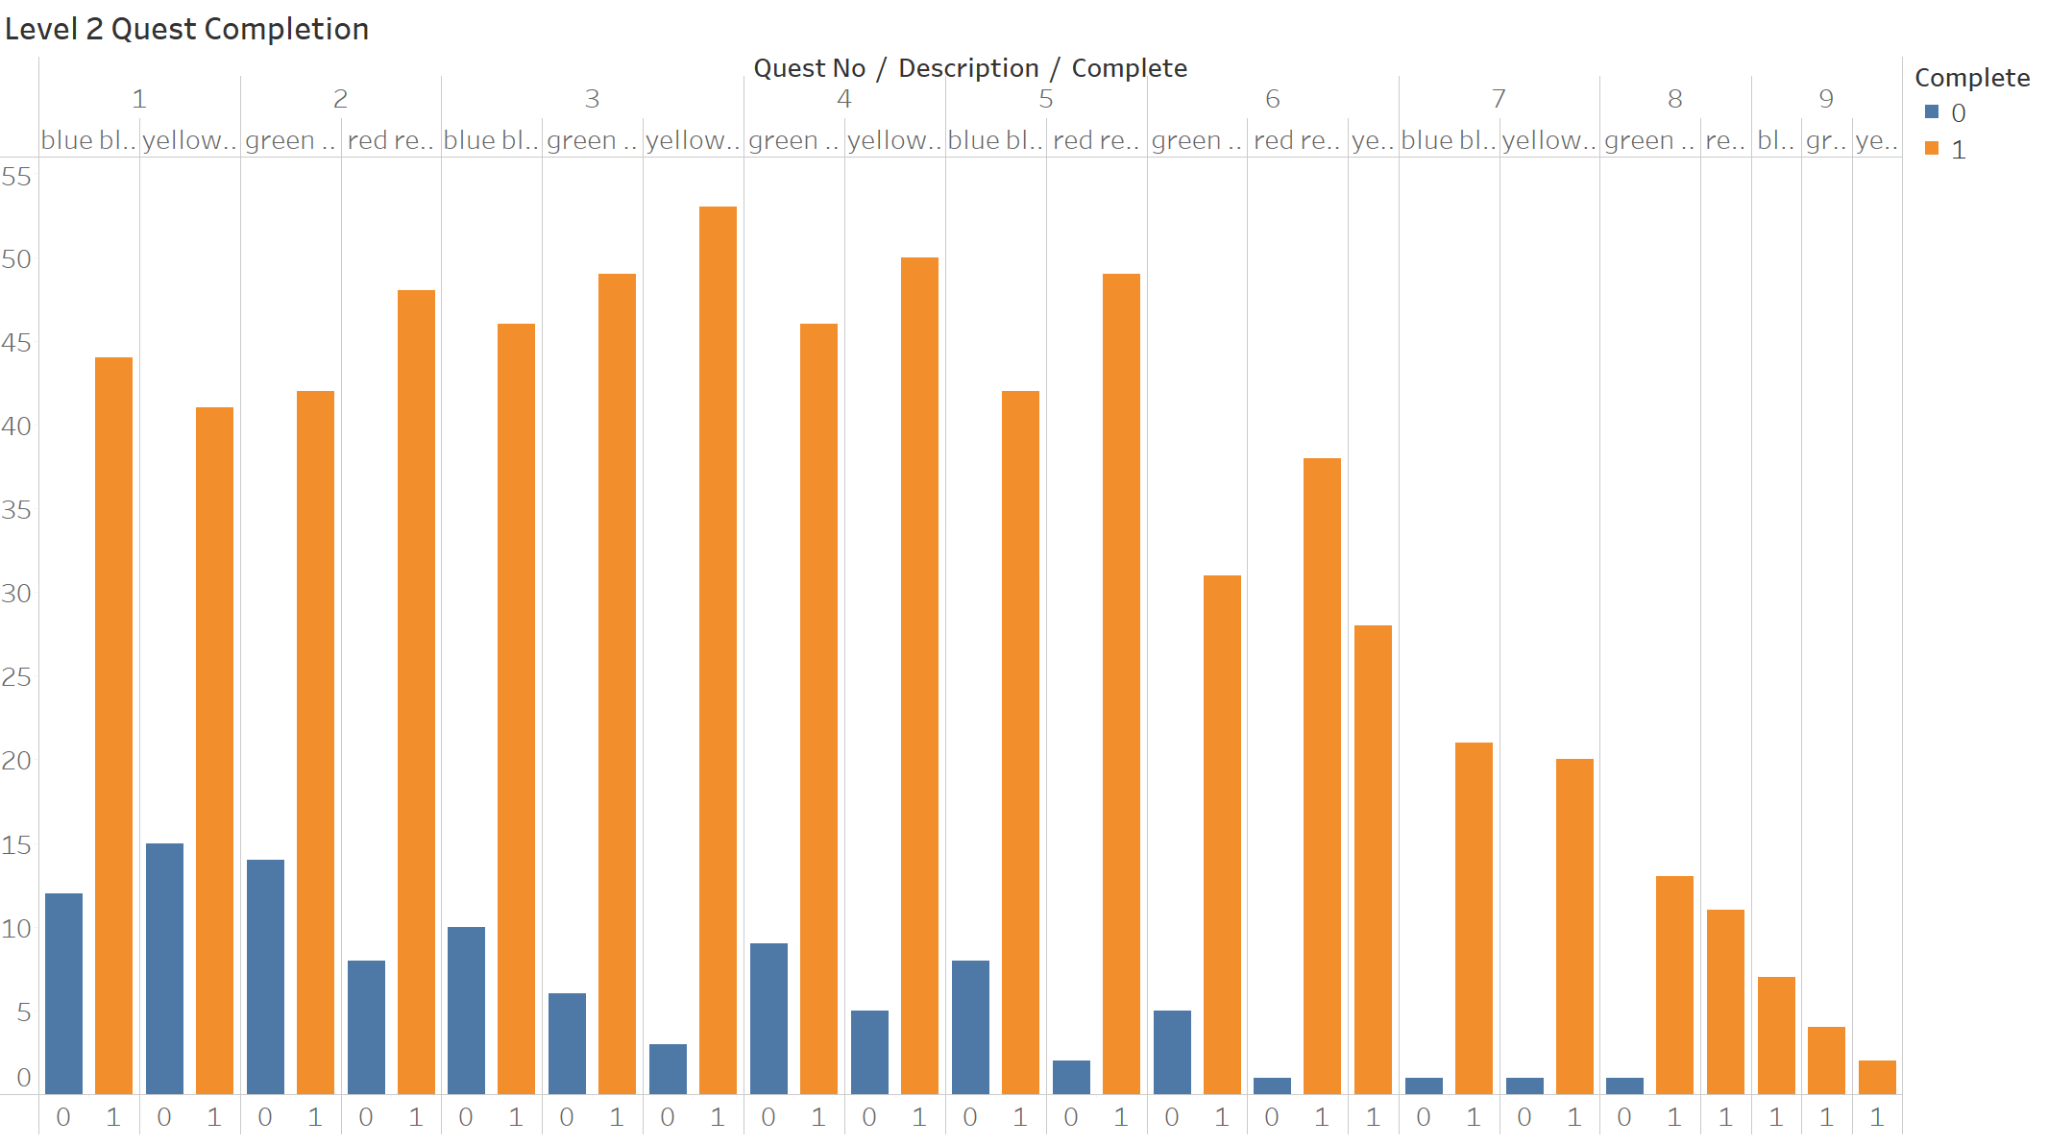 Level 2 Quest Completion
Quest No / Description / Complete
1 2 3 4 5 6 7 8 9
blue bl.. yellow.. green .. red re.. blue bl.. green .. yellow.. green .. yellow.. blue bl.. red re.. green .. red re.. ye.. blue bl.. yellow.. green .. re.. bl.. gr.. ye..
55
50
45
40
35
30
25
20
15
10
5
0
0 1 0 1 0 1 0 1 0 1 0 1 0 1 0 1 0 1 0 1 0 1 0 1 0 1 1 0 1 0 1 0 1 1 1 1 1
Complete
0
1